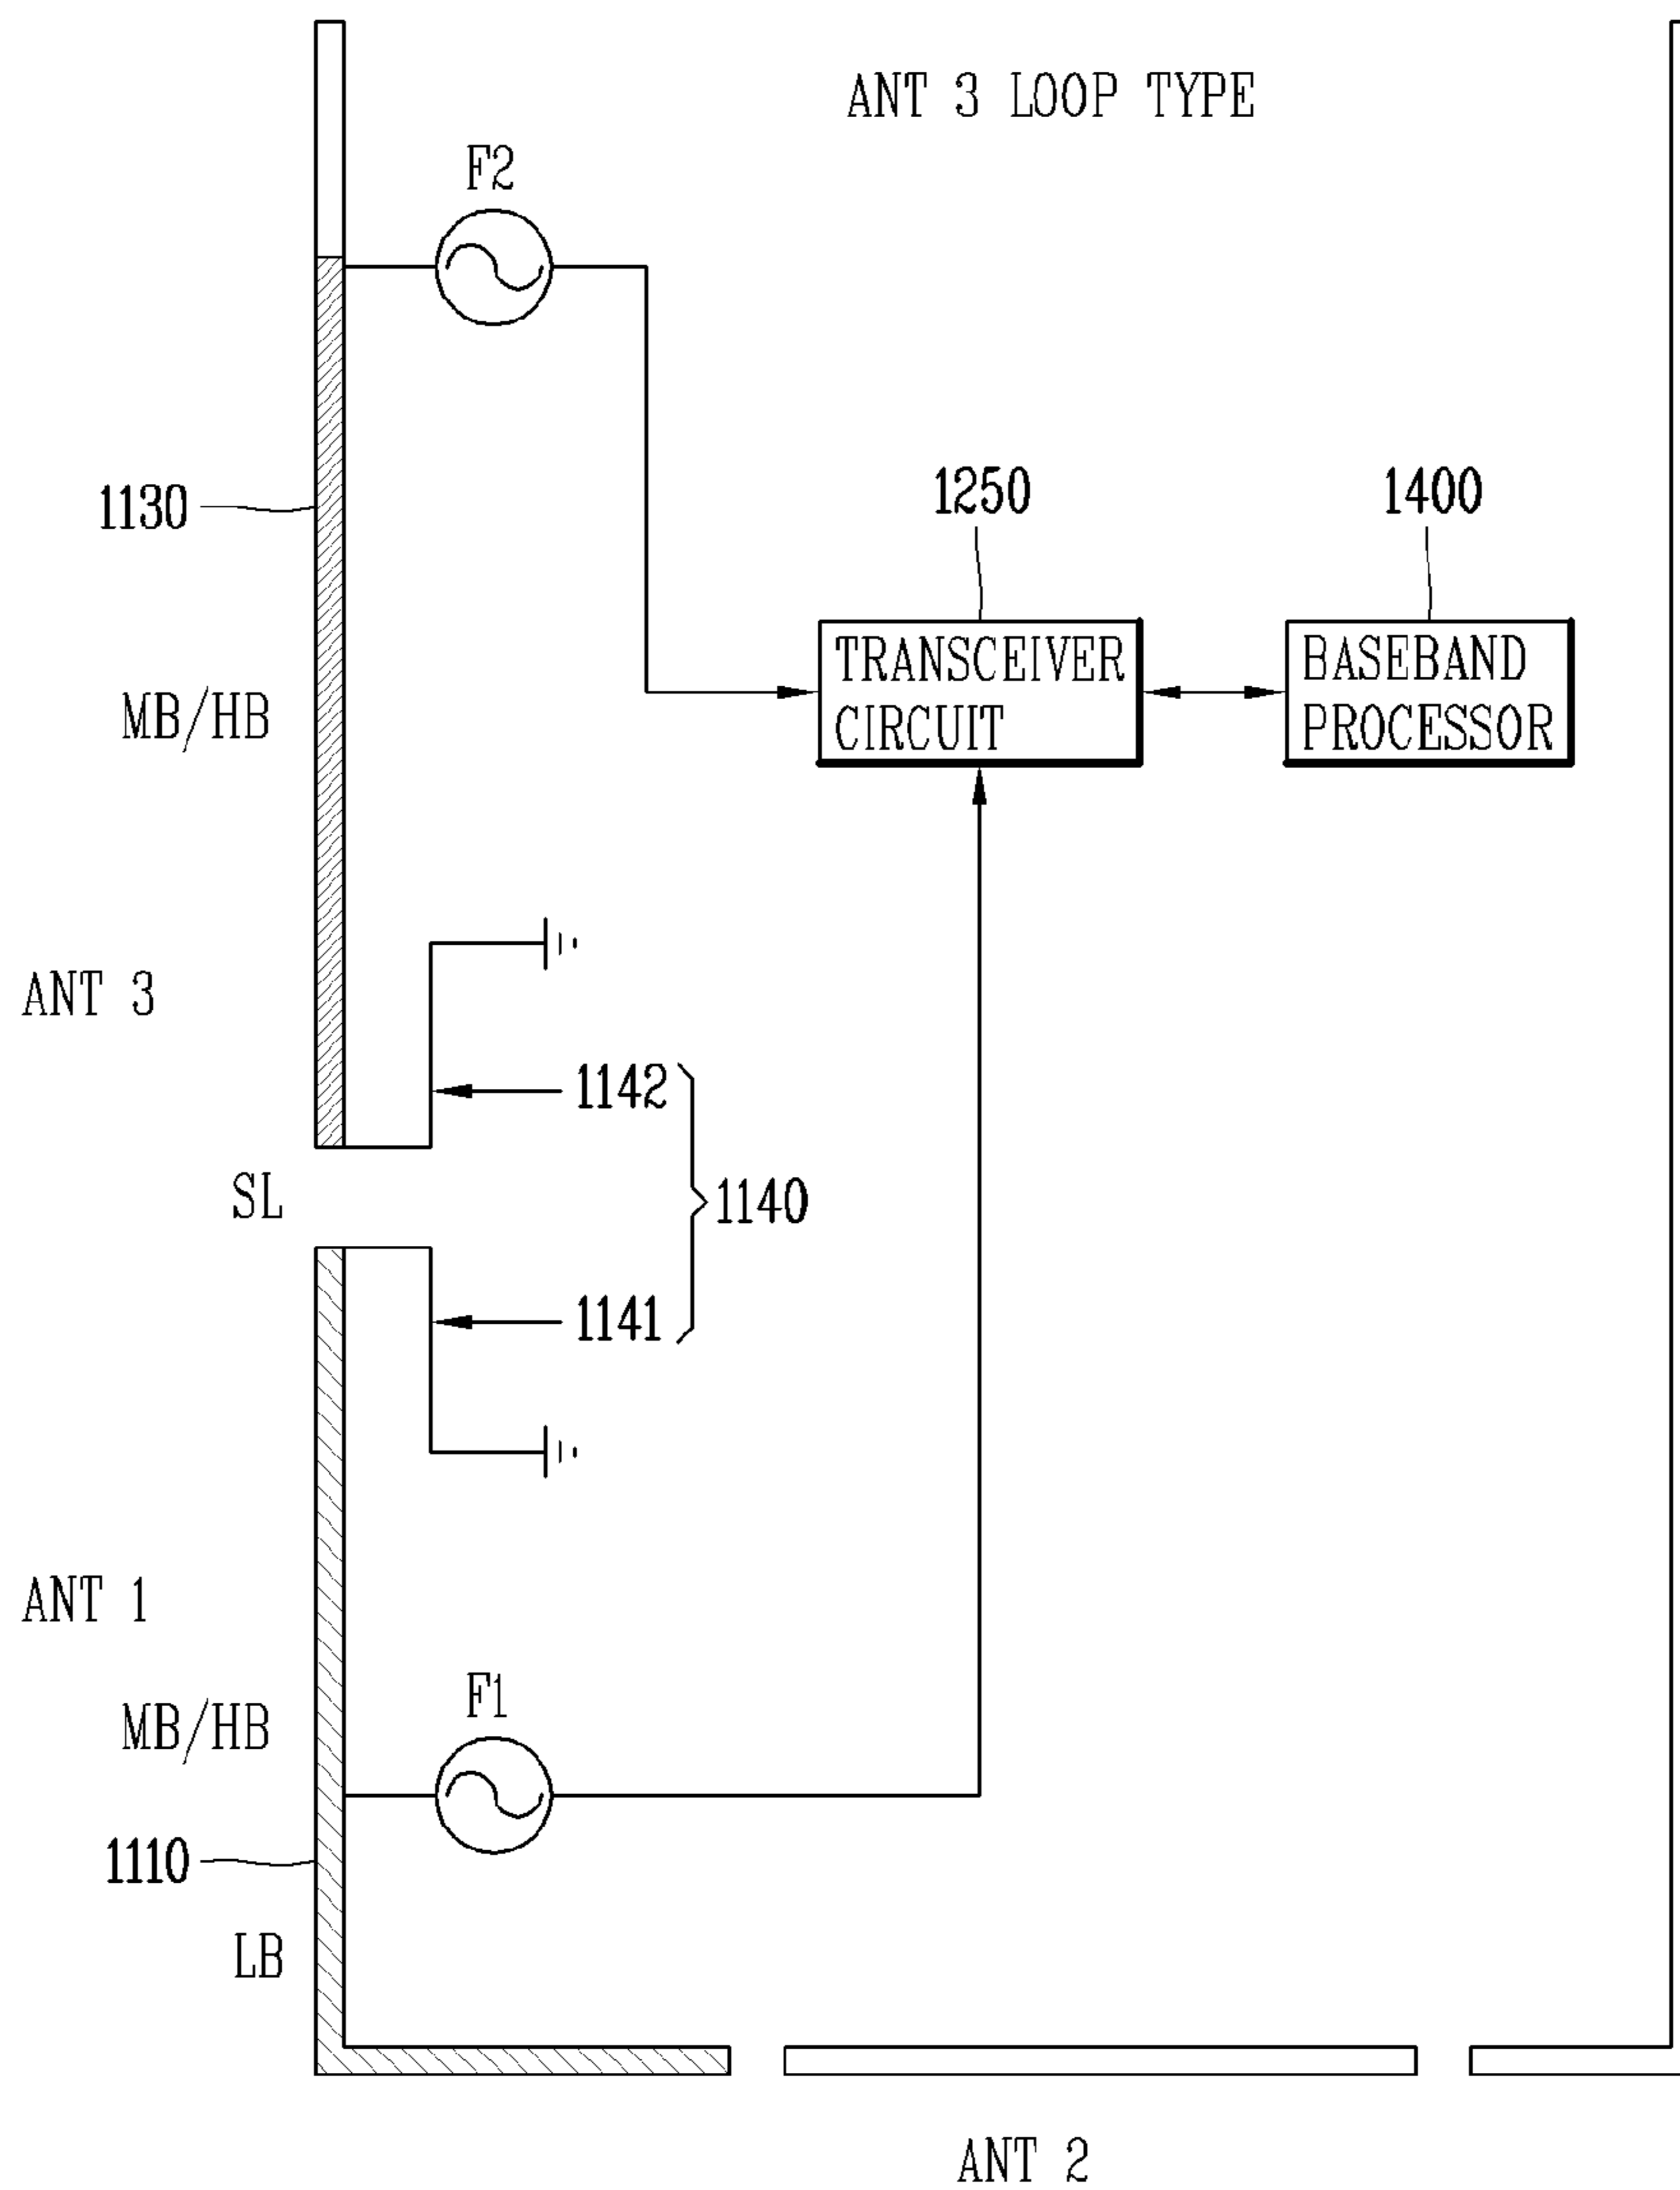 ANT 3 LOOP TYPE
F2
1130
1250
1400
TRANSCEIVER
CIRCUIT
BASEBAND
PROCESSOR
MB/HB
ANT 3
1142
SL
1140
1141
ANT 1
F1
MB/HB
1110
LB
ANT 2